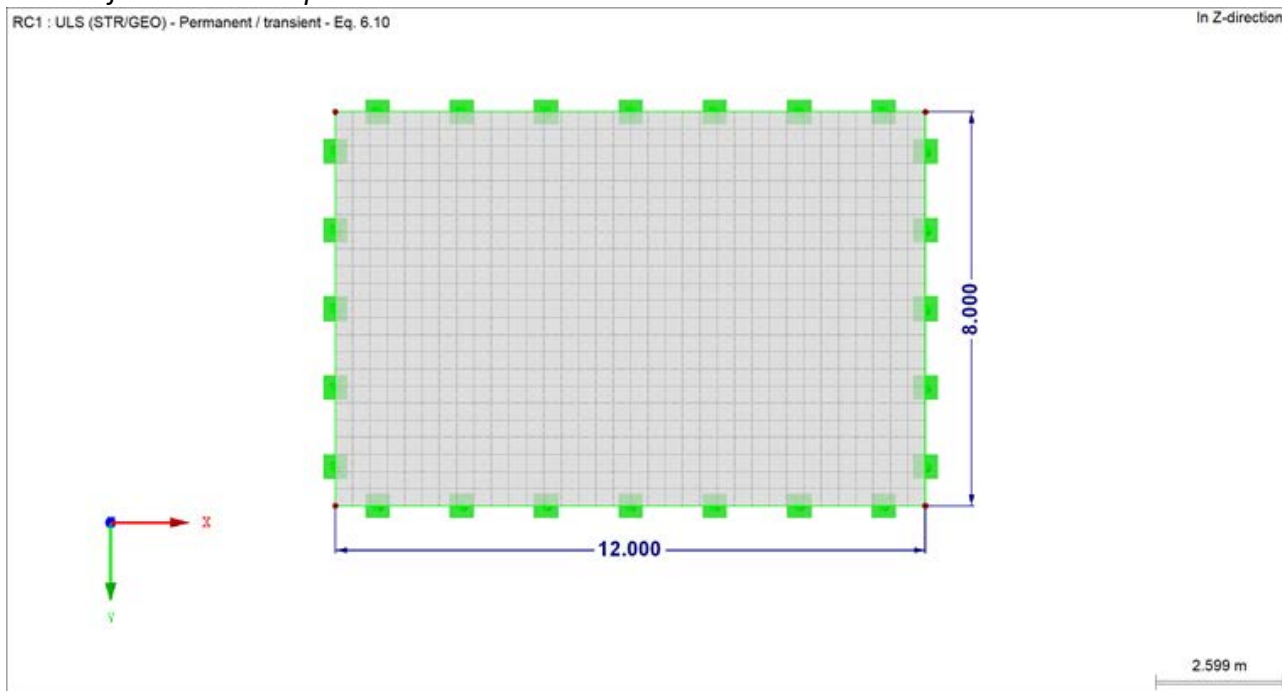 RC1 : ULS (STR/GEO) - Permanent / transient - Eq. 6.10
In Z-direction
8.000
12.000
X
Y
2.599 m